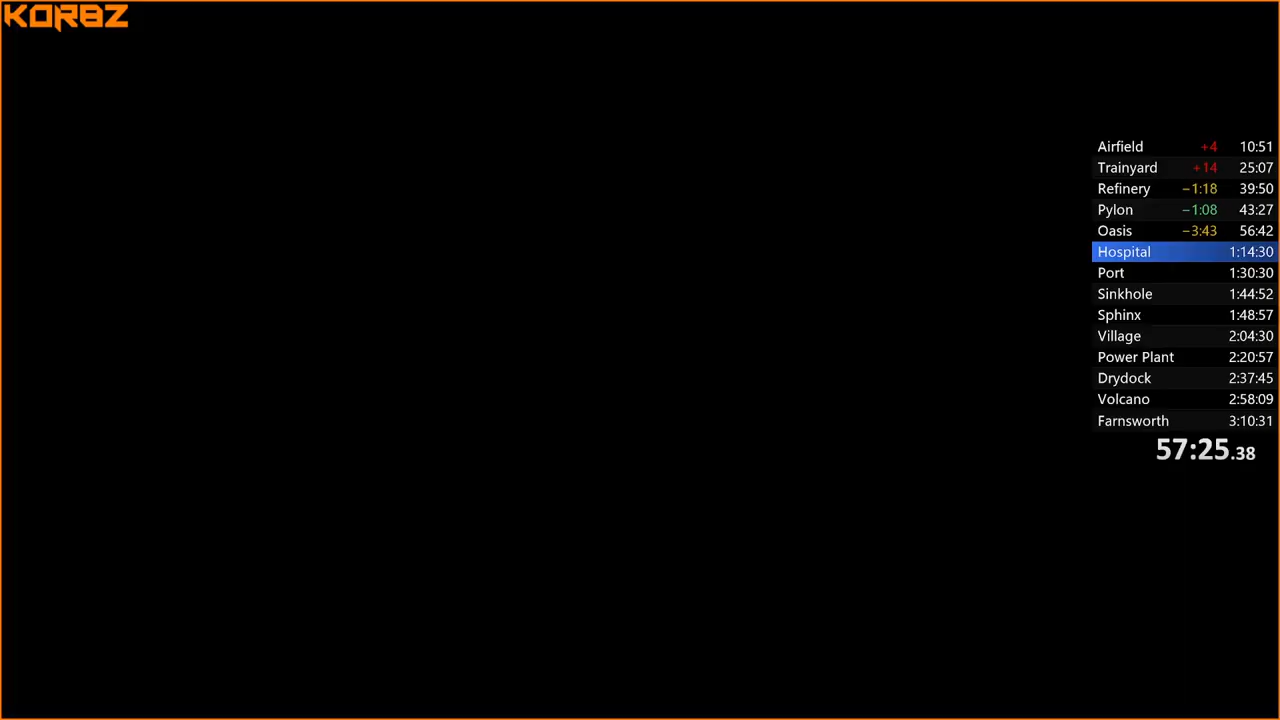 KORBZ
Airfield +4 10:51
Trainyard +14 25:07
Refinery −1:18 39:50
Pylon −1:08 43:27
Oasis −3:43 56:42
Hospital 1:14:30
Port 1:30:30
Sinkhole 1:44:52
Sphinx 1:48:57
Village 2:04:30
Power Plant 2:20:57
Drydock 2:37:45
Volcano 2:58:09
Farnsworth 3:10:31
57:25.38